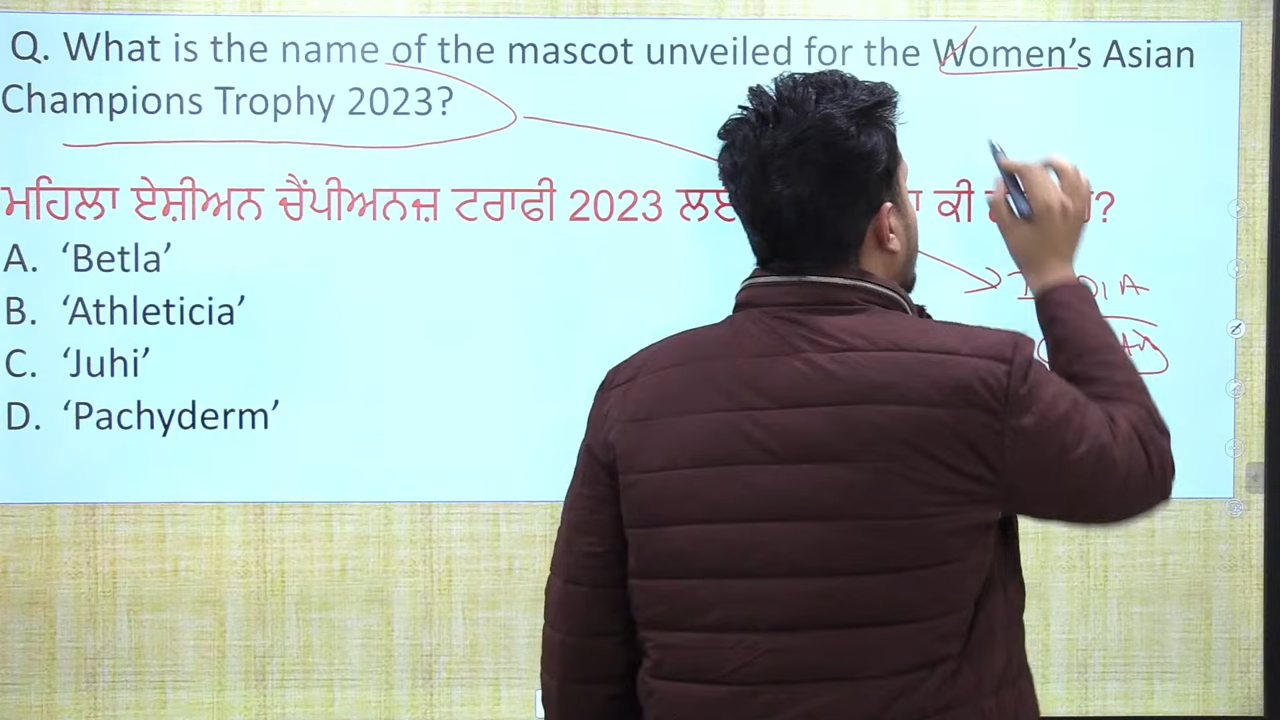 Q. What is the name of the mascot unveiled for the Women's Asian
Champions Trophy 2023?
ਮਹਿਲਾ ਏਸ਼ੀਅਨ ਚੈਂਪੀਅਨਜ਼ ਟਰਾਫੀ 2023 ਕੀ ?
A. ‘Betla’
B. ‘Athleticia’
C. ‘Juhi’
D. ‘Pachyderm’